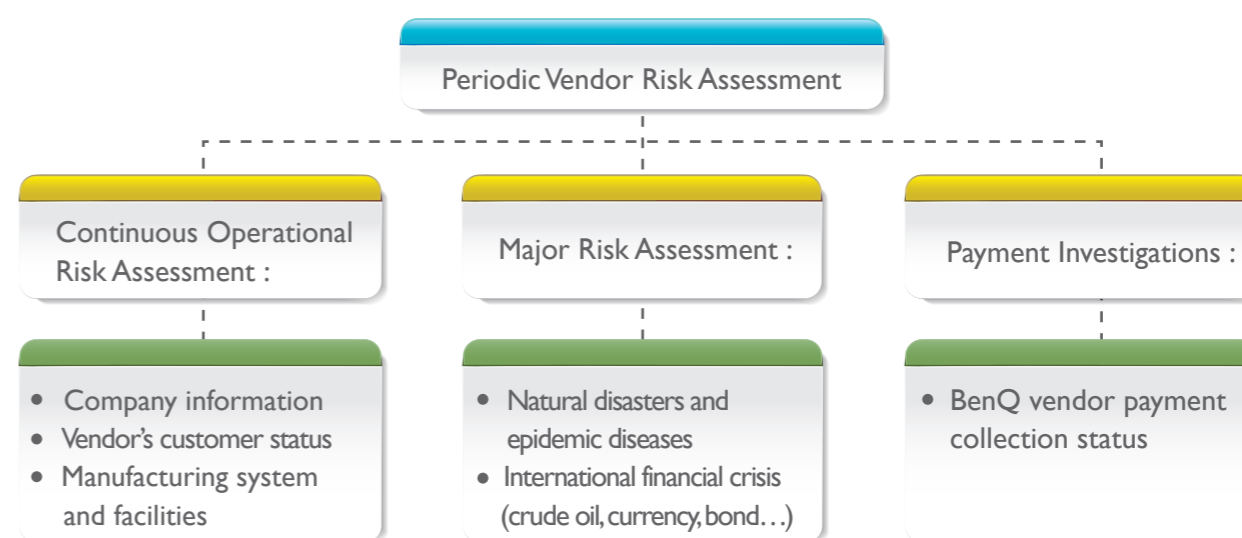 Periodic Vendor Risk Assessment
Continuous Operational
Risk Assessment :
Major Risk Assessment :
Payment Investigations :
• Company information
• Vendor's customer status
• Manufacturing system
and facilities
• Natural disasters and
epidemic diseases
• International financial crisis
(crude oil, currency, bond…)
• BenQ vendor payment
collection status